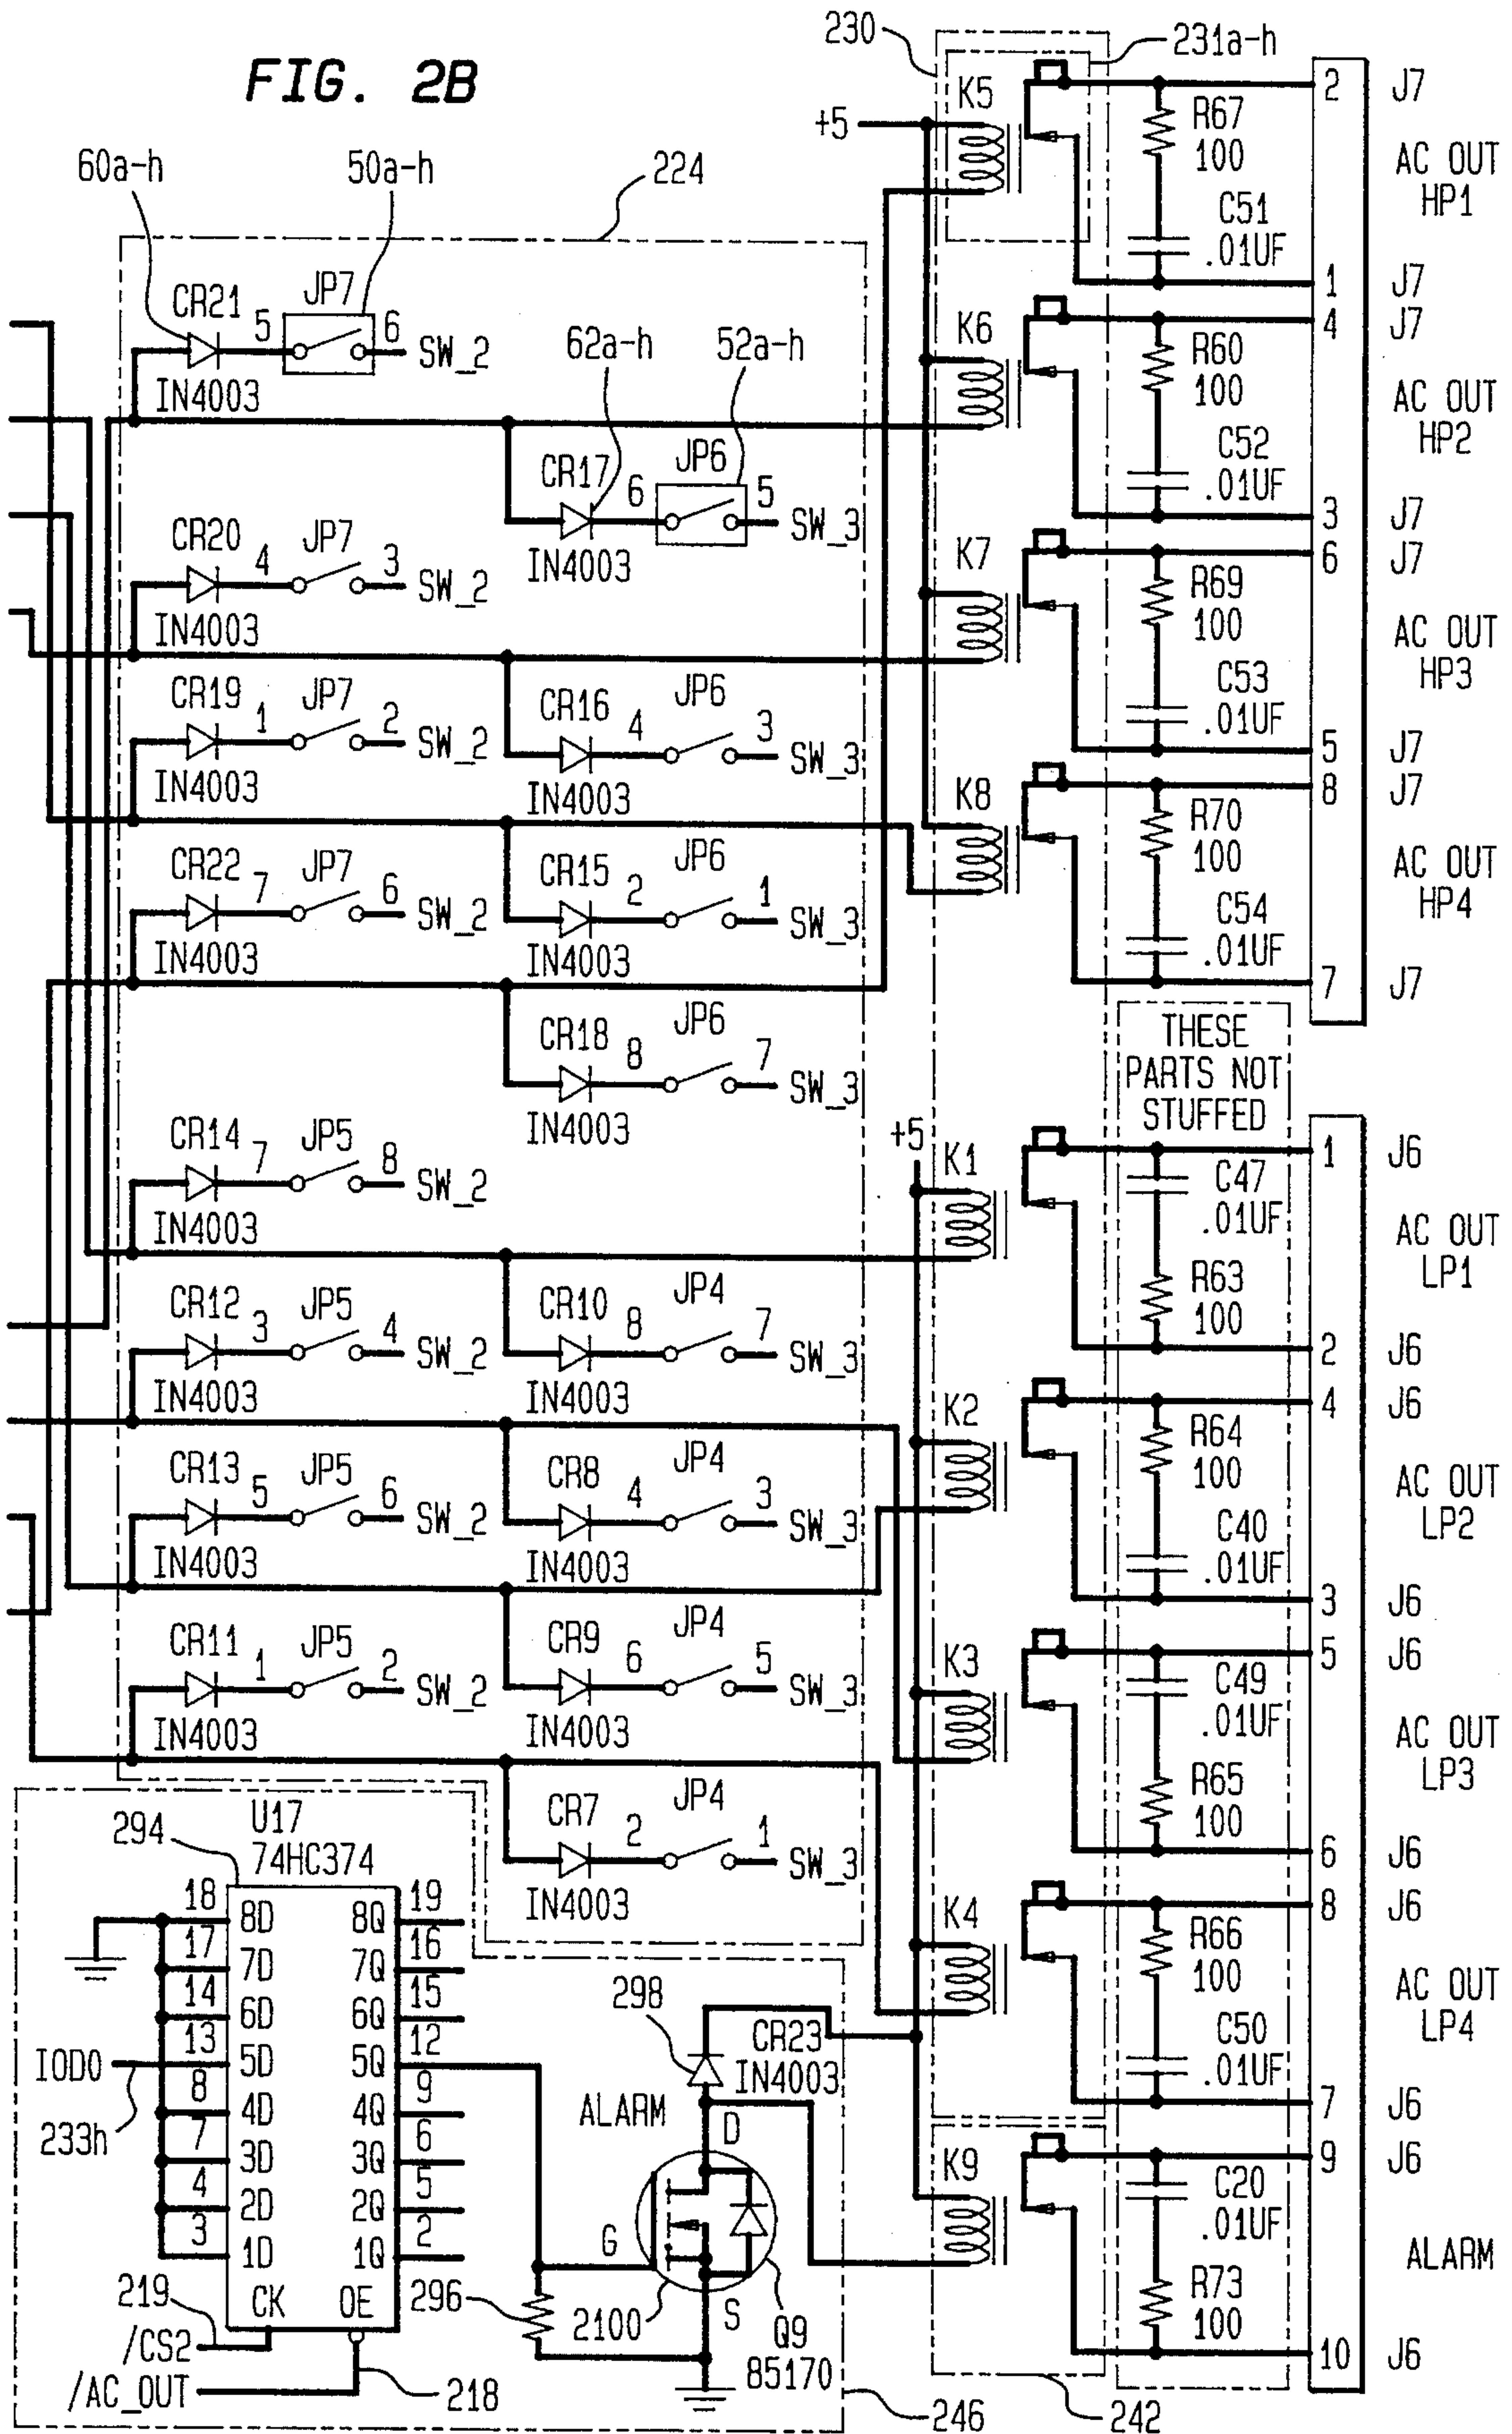 FIG. 2B
230
231a-h
60a-h
50a-h
224
+5
K5
2
J7
R67
100
AC OUT
HP1
C51
.01UF
1
J7
CR21
5
JP7
6
SW_2
IN4003
62a-h
52a-h
K6
4
J7
R60
100
AC OUT
HP2
C52
.01UF
3
J7
CR17
6
JP6
5
SW_3
IN4003
CR20
4
JP7
3
SW_2
IN4003
K7
6
J7
R69
100
AC OUT
HP3
C53
.01UF
5
J7
CR19
1
JP7
2
SW_2
IN4003
CR16
4
JP6
3
SW_3
IN4003
K8
8
J7
R70
100
AC OUT
HP4
C54
.01UF
7
J7
CR22
7
JP7
6
SW_2
IN4003
CR15
2
JP6
1
SW_3
IN4003
CR18
8
JP6
7
SW_3
IN4003
THESE
PARTS NOT
STUFFED
CR14
7
JP5
8
SW_2
IN4003
+5
K1
1
J6
C47
.01UF
AC OUT
LP1
R63
100
2
J6
CR12
3
JP5
4
SW_2
IN4003
CR10
8
JP4
7
SW_3
IN4003
K2
4
J6
R64
100
AC OUT
LP2
C40
.01UF
3
J6
CR13
5
JP5
6
SW_2
IN4003
CR8
4
JP4
3
SW_3
IN4003
K3
5
J6
C49
.01UF
AC OUT
LP3
R65
100
6
J6
CR11
1
JP5
2
SW_2
IN4003
CR9
6
JP4
5
SW_3
IN4003
CR7
2
JP4
1
SW_3
IN4003
K4
8
J6
R66
100
AC OUT
LP4
C50
.01UF
7
J6
294
U17
74HC374
18 8D 8Q 19
17 7D 7Q 16
14 6D 6Q 15
IOD0 13 5D 5Q 12
233h
8 4D 4Q 9
7 3D 3Q 6
4 2D 2Q 5
3 1D 1Q 2
CK OE
219
/CS2
/AC_OUT
218
296
298
CR23
IN4003
ALARM
D
G
S
2100
Q9
85170
246
K9
9
J6
C20
.01UF
ALARM
R73
100
10
J6
242